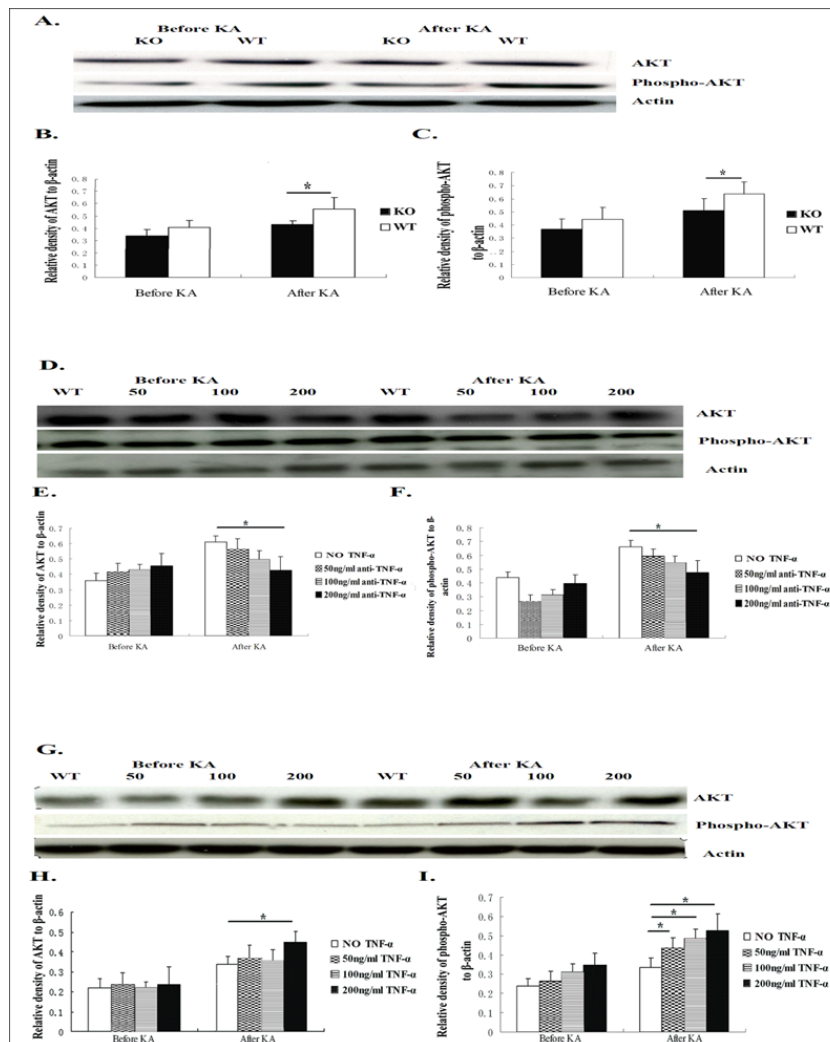 A.
Before KA After KA
KO WT KO WT
AKT
Phospho-AKT
Actin
B.
Relative density of AKT to β-actin
0.8
0.7
0.6
0.5
0.4
0.3
0.2
0.1
0
*
Before KA After KA
KO
WT
C.
Relative density of phospho-AKT
to β-actin
0.8
0.7
0.6
0.4
0.3
0.2
0.1
0
*
Before KA After KA
KO
WT
D.
Before KA After KA
WT 50 100 200 WT 50 100 200
AKT
Phospho-AKT
Actin
E.
Relative density of AKT to β-actin
0.7
0.6
0.5
0.4
0.3
0.2
0.1
0
*
Before KA After KA
NO TNF-α
50ng/ml anti-TNF-α
100ng/ml anti-TNF-α
200ng/ml anti-TNF-α
F.
Relative density of phospho-AKT to β-
actin
0.8
0.7
0.6
0.5
0.4
0.3
0.2
0.1
0
*
Before KA After KA
NO TNF-α
50ng/ml anti-TNF-α
100ng/ml anti-TNF-α
200ng/ml anti-TNF-α
G.
Before KA After KA
WT 50 100 200 WT 50 100 200
AKT
Phospho-AKT
Actin
H.
Relative density of AKT to β-actin
0.6
0.5
0.4
0.3
0.2
0.1
0
*
Before KA After KA
NO TNF-α
50ng/ml TNF-α
100ng/ml TNF-α
200ng/ml TNF-α
I.
Relative density of phospho-AKT
to β-actin
0.7
0.6
0.5
0.4
0.3
0.2
0.1
0
*
*
*
Before KA After KA
NO TNF-α
50ng/ml TNF-α
100ng/ml TNF-α
200ng/ml TNF-α